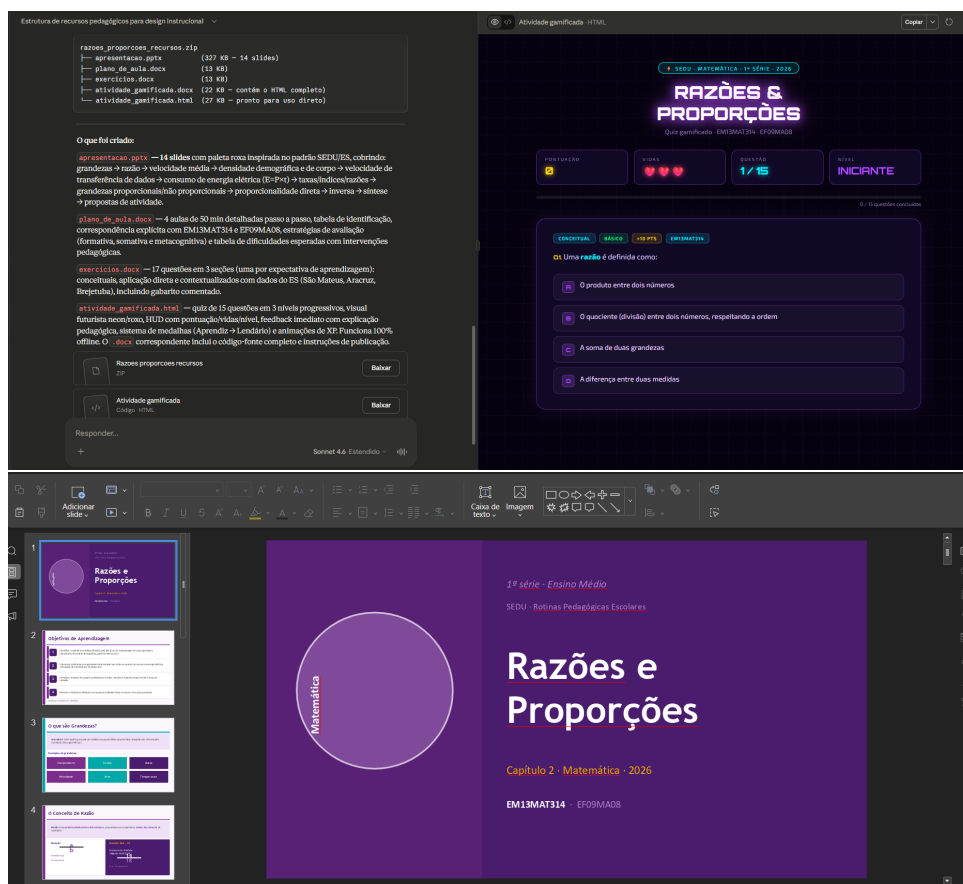 Estrutura de recursos pedagógicos para design instrucional
razoes_proporcoes_recursos.zip
├── apresentacao.pptx (327 KB – 14 slides)
├── plano_de_aula.docx (13 KB)
├── exercicios.docx (13 KB)
├── atividade_gamificada.docx (22 KB – contém o HTML completo)
└── atividade_gamificada.html (27 KB – pronto para uso direto)
O que foi criado:
apresentacao.pptx — 14 slides com paleta roxa inspirada no padrão SEDU/ES, cobrindo:
grandezas → razão → velocidade média → densidade demográfica e de corpo → velocidade de
transferência de dados → consumo de energia elétrica (E=P×t) → taxas/índices/razões →
grandezas proporcionais/não proporcionais → proporcionalidade direta → Inversa → síntese
→ propostas de atividade.
plano_de_aula.docx — 4 aulas de 50 min detalhadas passo a passo, tabela de identificação,
correspondência explícita com EM13MAT314 e EF09MA08, estratégias de avaliação
(formativa, somativa e metacognitiva) e tabela de dificuldades esperadas com intervenções
pedagógicas.
exercicios.docx — 17 questões em 3 seções (uma por expectativa de aprendizagem):
conceituais, aplicação direta e contextualizados com dados do ES (São Mateus, Aracruz,
Brejetuba), incluindo gabarito comentado.
atividade_gamificada.html — quiz de 15 questões em 3 níveis progressivos, visual
futurista neon/roxo, HUD com pontuação/vidas/nível, feedback imediato com explicação
pedagógica, sistema de medalhas (Aprendiz → Lendário) e animações de XP. Funciona 100%
offline. O .docx correspondente inclui o código-fonte completo e instruções de publicação.
Razoes proporcoes recursos
ZIP
Baixar
Atividade gamificada
Código · HTML
Baixar
Responder...
Sonnet 4.6 Estendido
Atividade gamificada · HTML
Copiar
SEDU · MATEMÁTICA · 1ª SÉRIE · 2026
RAZÕES &
PROPORÇÕES
Quiz gamificado · EM13MAT314 · EF09MA08
PONTUAÇÃO
0
VIDAS
QUESTÃO
1/15
NÍVEL
INICIANTE
0 / 15 questões concluídas
CONCEITUAL BÁSICO +10 PTS EM13MAT314
Q1 Uma razão é definida como:
A O produto entre dois números
B O quociente (divisão) entre dois números, respeitando a ordem
C A soma de duas grandezas
D A diferença entre duas medidas
Adicionar
slide
Caixa de
texto
Imagem
1
Razões e
Proporções
2
Objetivos de Aprendizagem
3
O que são Grandezas?
4
O Conceito de Razão
Matemática
1ª série · Ensino Médio
SEDU · Rotinas Pedagógicas Escolares
Razões e
Proporções
Capítulo 2 · Matemática · 2026
EM13MAT314 · EF09MA08